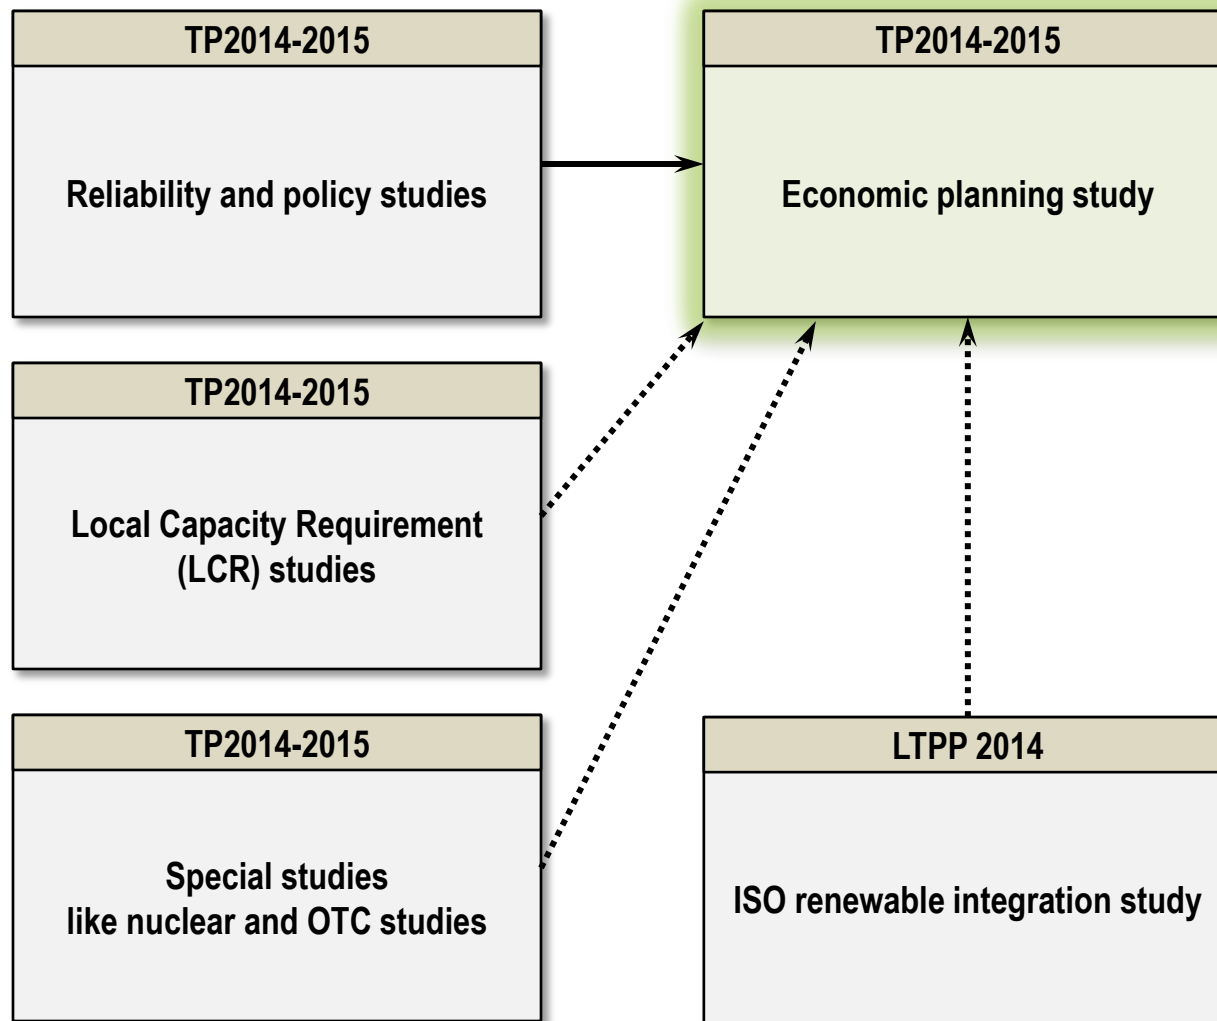 TP2014-2015
Reliability and policy studies
TP2014-2015
Economic planning study
TP2014-2015
Local Capacity Requirement
(LCR) studies
TP2014-2015
Special studies
like nuclear and OTC studies
LTPP 2014
ISO renewable integration study